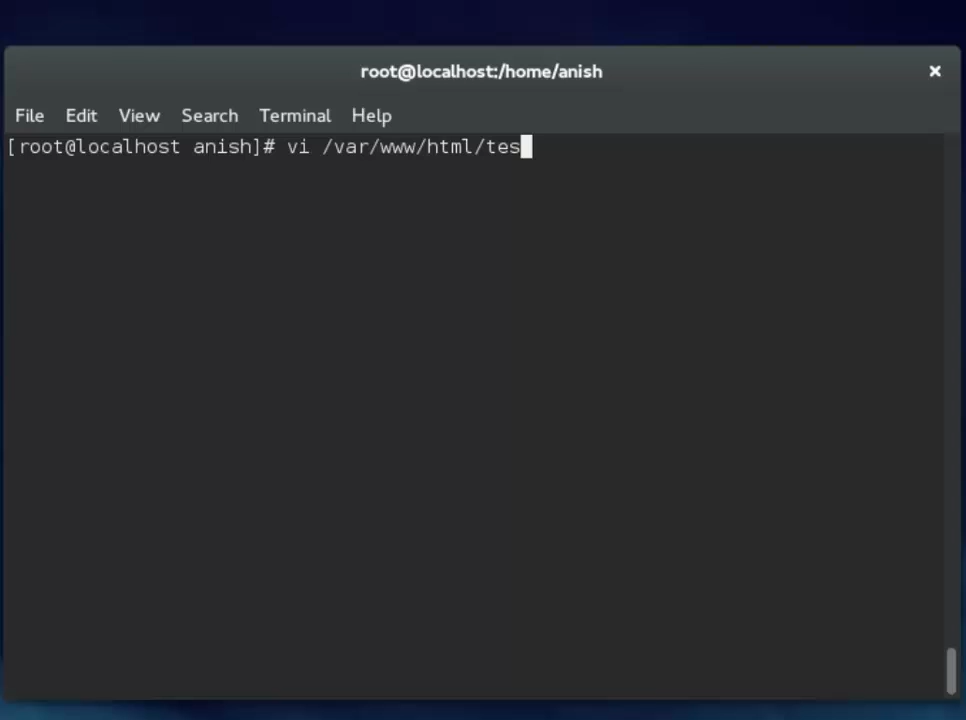 root@localhost:/home/anish
File Edit View Search Terminal Help
[root@localhost anish]# vi /var/www/html/tes